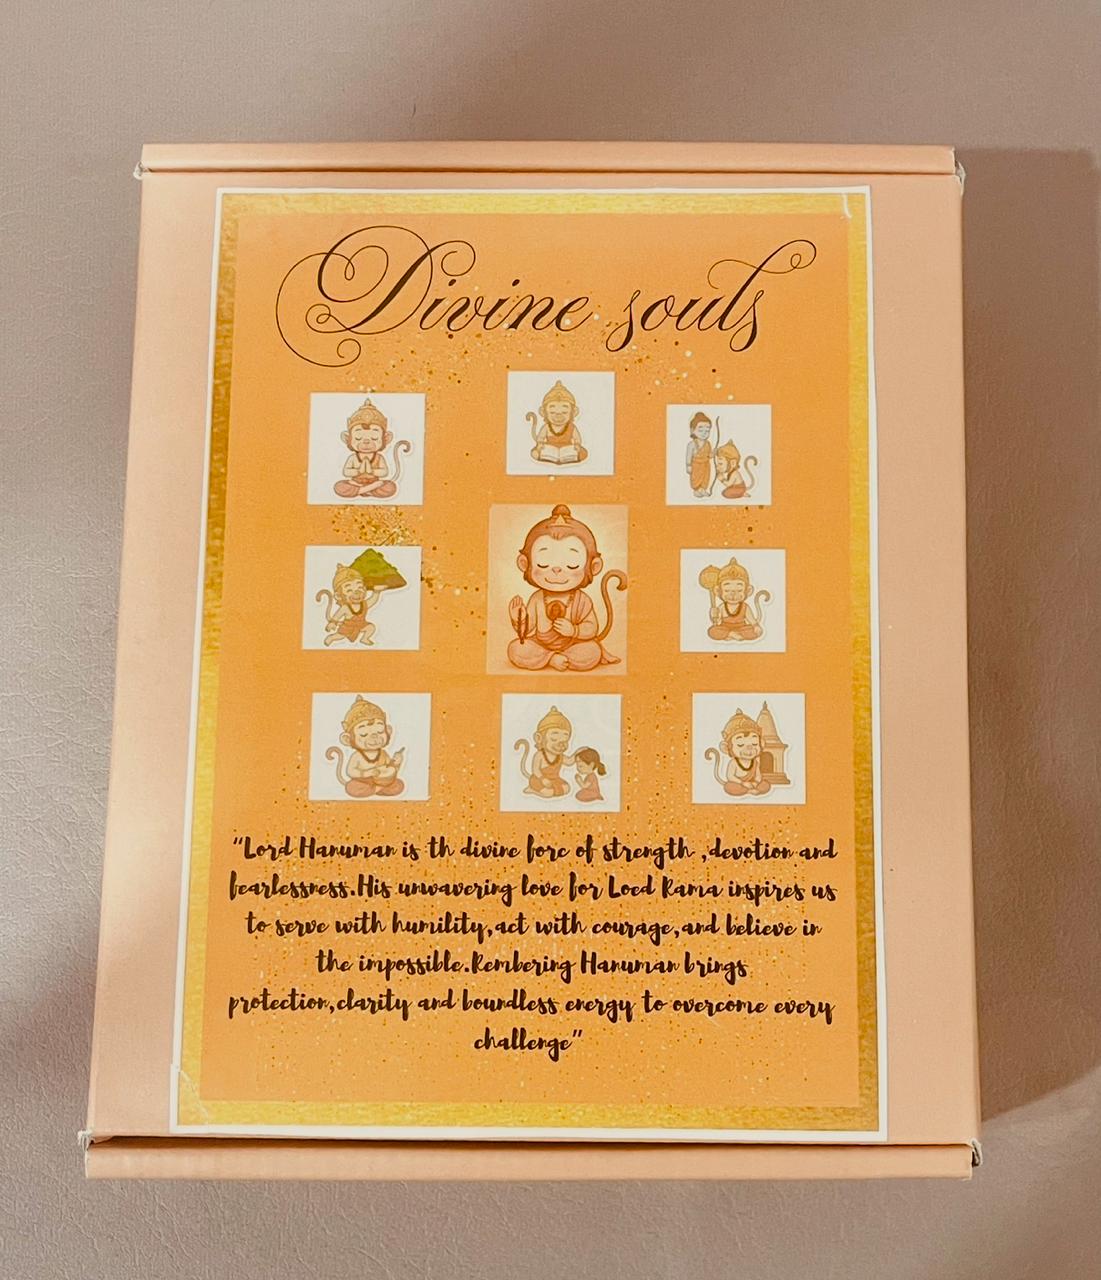 Divine souls
"Lord Hanuman is th divine forc of strength ,devotion and
fearlessness.His unwavering love for Loed Rama inspires us
to serve with humility,act with courage,and believe in
the impossible.Rembering Hanuman brings
protection,clarity and boundless energy to overcome every
challenge"